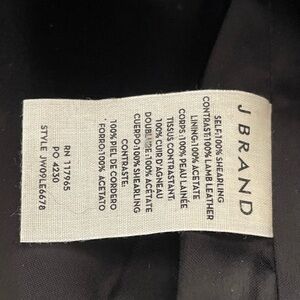 J BRAND
SELF:100% SHEARLING
CONTRAST:100% LAMB LEATHER
LINING:100% ACETATE
CORPS:100% PEAU LAINÉE
TISSUS CONTRASTANT:
100% CUIR D'AGNEAU
DOUBLURE:100% ACETATE
CUERPO:100% SHEARLING
CONTRASTE:
100% PIEL DE CORDERO
FORRO:100% ACETATO
RN 117965
PO 4230
STYLE JW09LE6678